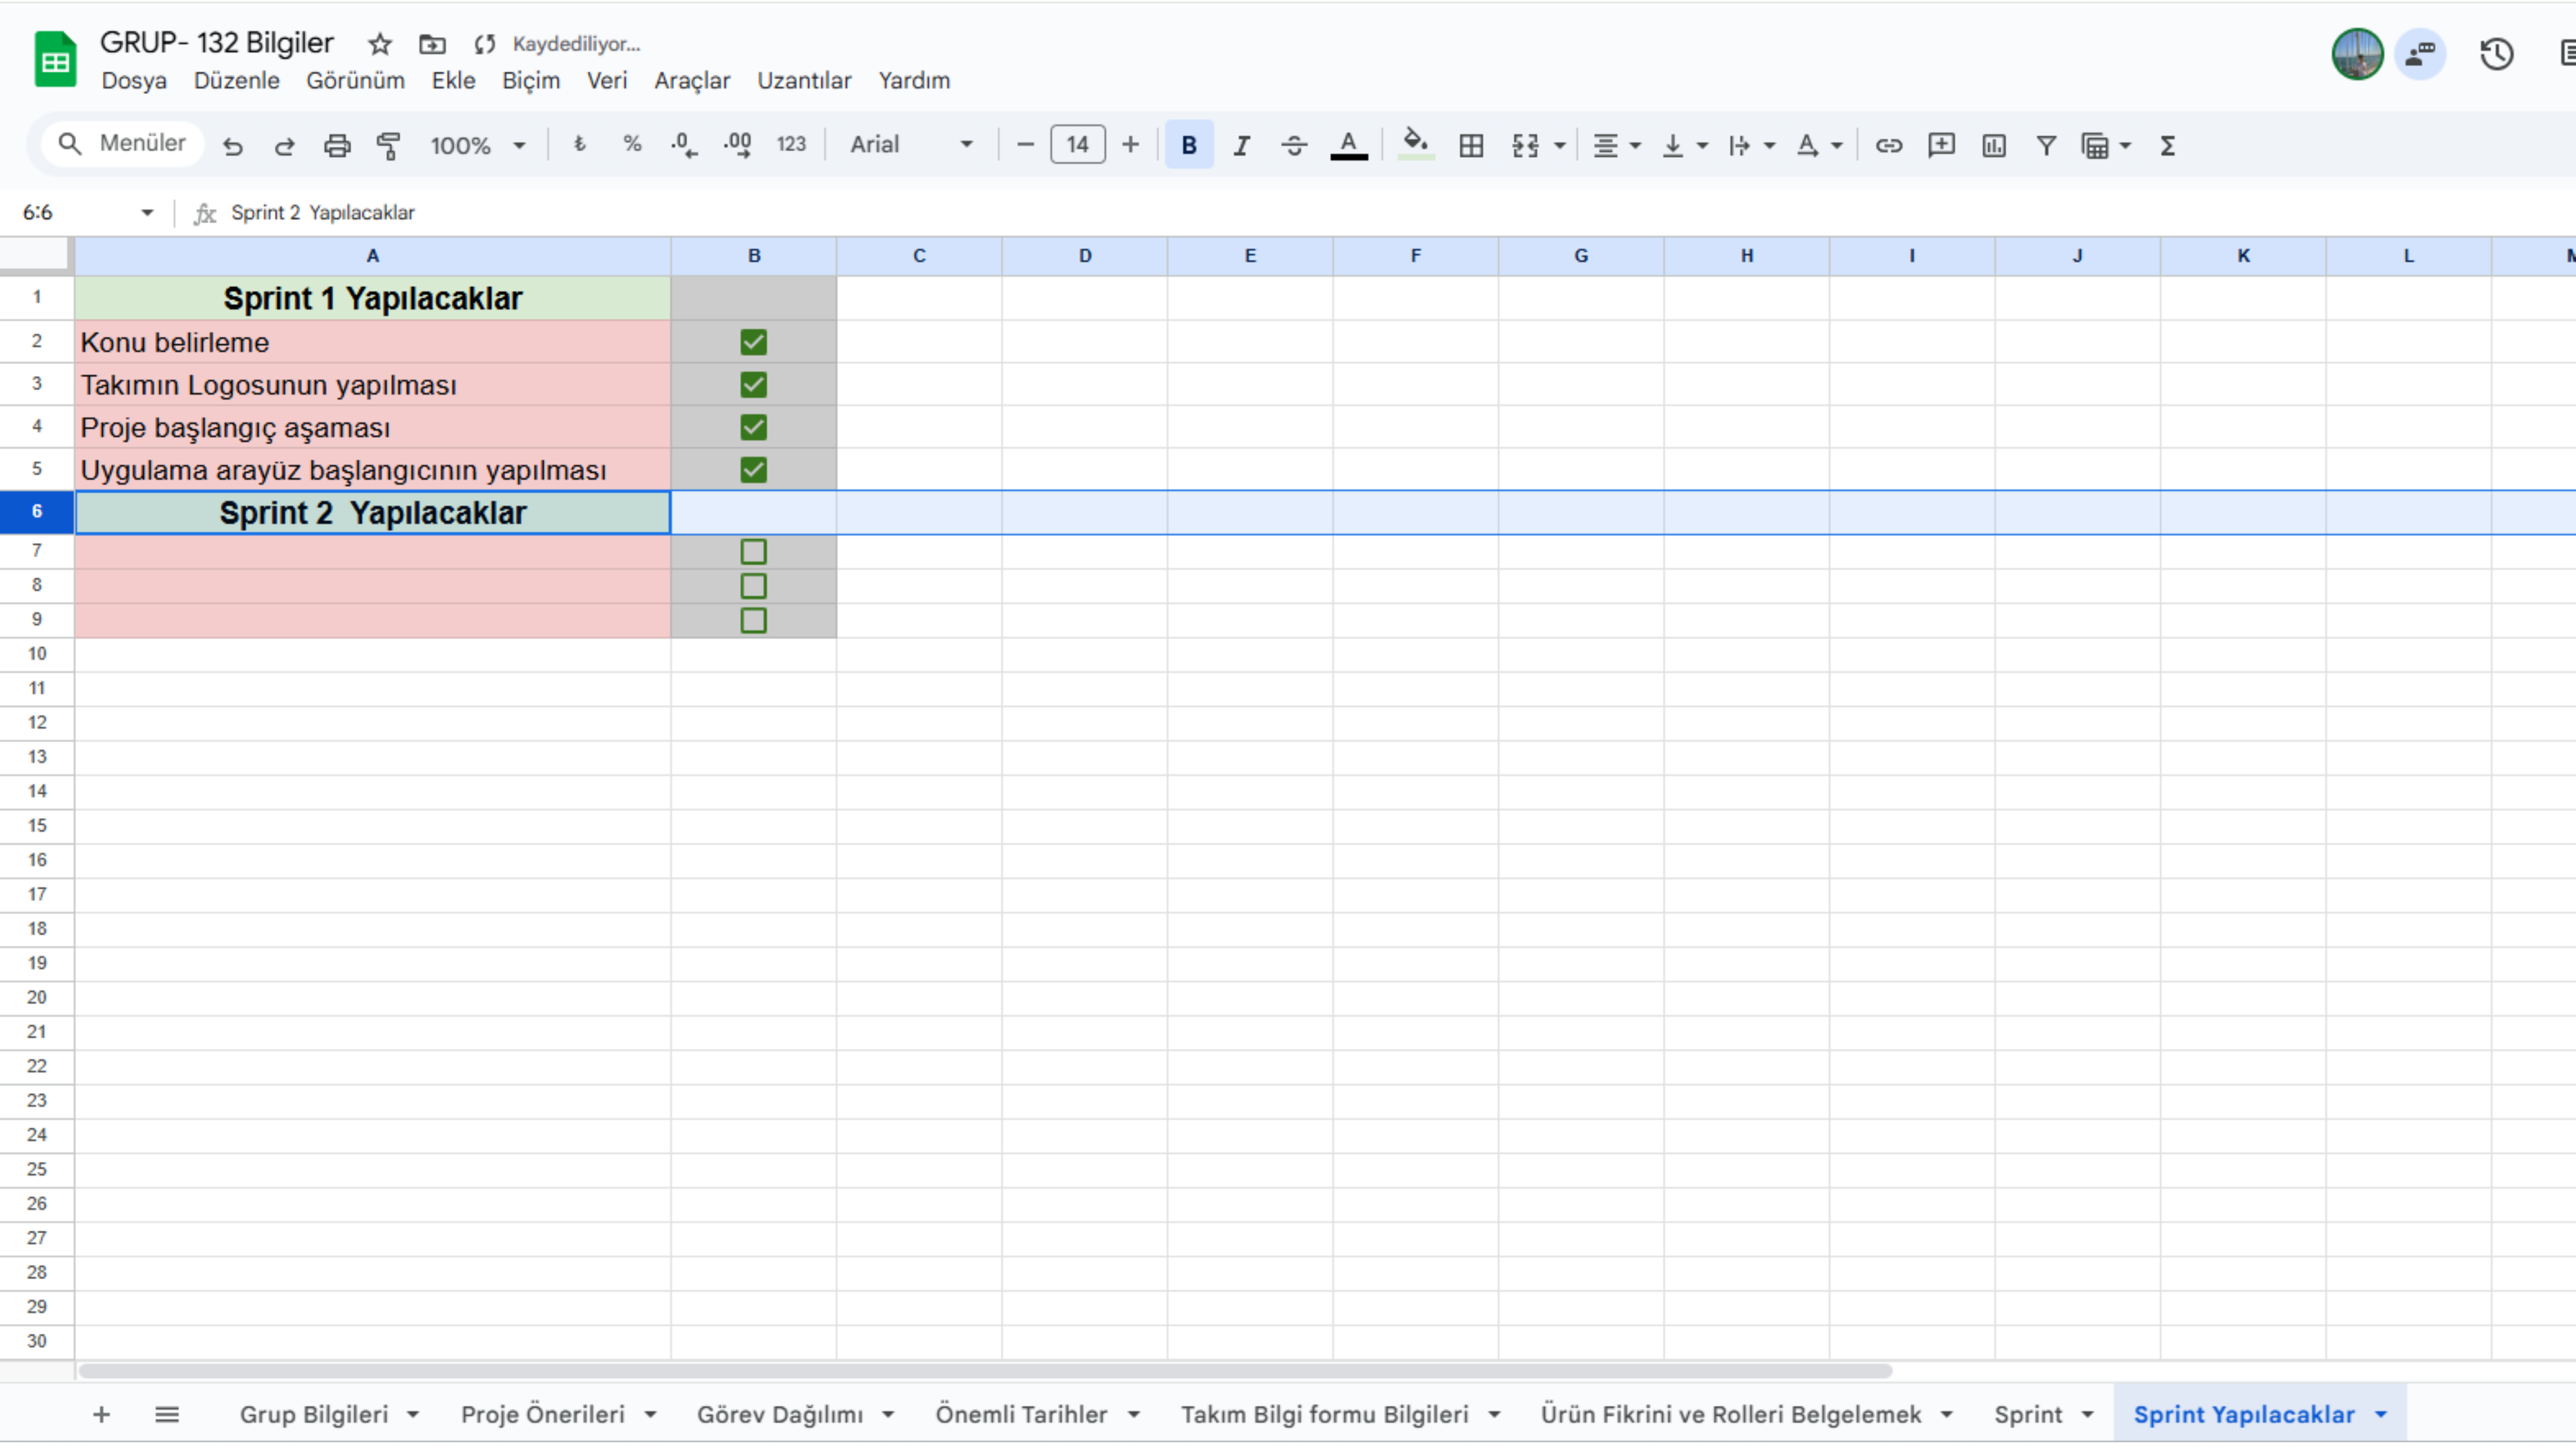 GRUP- 132 Bilgiler Kaydediliyor...
Dosya Düzenle Görünüm Ekle Biçim Veri Araçlar Uzantılar Yardım
Menüler 100% ₺ % .0 .00 123 Arial 14 B I A A Σ
6:6 fx Sprint 2  Yapılacaklar
A B C D E F G H I J K L
1 Sprint 1 Yapılacaklar
2 Konu belirleme
3 Takımın Logosunun yapılması
4 Proje başlangıç aşaması
5 Uygulama arayüz başlangıcının yapılması
6 Sprint 2  Yapılacaklar
7
8
9
10
11
12
13
14
15
16
17
18
19
20
21
22
23
24
25
26
27
28
29
30
Grup Bilgileri Proje Önerileri Görev Dağılımı Önemli Tarihler Takım Bilgi formu Bilgileri Ürün Fikrini ve Rolleri Belgelemek Sprint Sprint Yapılacaklar